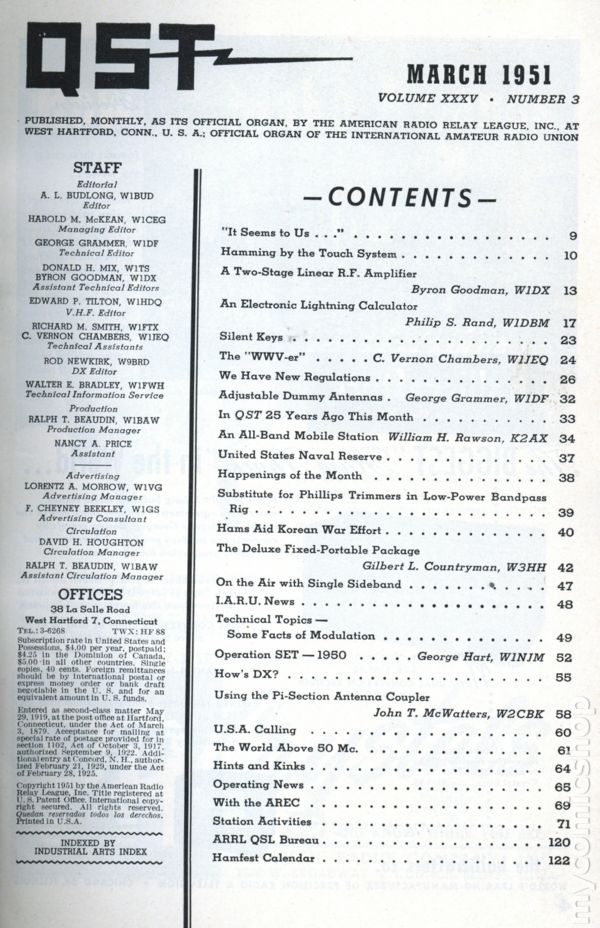 QST
MARCH 1951
VOLUME XXXV • NUMBER 3
PUBLISHED, MONTHLY, AS ITS OFFICIAL ORGAN, BY THE AMERICAN RADIO RELAY LEAGUE, INC., AT
WEST HARTFORD, CONN., U. S. A.; OFFICIAL ORGAN OF THE INTERNATIONAL AMATEUR RADIO UNION
STAFF
Editorial
A. L. BUDLONG, W1BUD
Editor
HAROLD M. McKEAN, W1CEG
Managing Editor
GEORGE GRAMMER, W1DF
Technical Editor
DONALD H. MIX, W1TS
BYRON GOODMAN, W1DX
Assistant Technical Editors
EDWARD P. TILTON, W1HDQ
V.H.F. Editor
RICHARD M. SMITH, W1FTX
C. VERNON CHAMBERS, W1JEQ
Technical Assistants
ROD NEWKIRK, W9BRD
DX Editor
WALTER E. BRADLEY, W1FWH
Technical Information Service
Production
RALPH T. BEAUDIN, W1BAW
Production Manager
NANCY A. PRICE
Assistant
Advertising
LORENTZ A. MORROW, W1VG
Advertising Manager
F. CHEYNEY BEEKLEY, W1GS
Advertising Consultant
Circulation
DAVID H. HOUGHTON
Circulation Manager
RALPH T. BEAUDIN, W1BAW
Assistant Circulation Manager
OFFICES
38 La Salle Road
West Hartford 7, Connecticut
TEL.: 3-6268 TWX: HF 88
Subscription rate in United States and
Possessions, $4.00 per year, postpaid;
$4.25 in the Dominion of Canada,
$5.00 in all other countries. Single
copies, 40 cents. Foreign remittances
should be by international postal or
express money order or bank draft
negotiable in the U. S. and for an
equivalent amount in U. S. funds.
Entered as second-class matter May
29, 1919, at the post office at Hartford,
Connecticut, under the Act of March
3, 1879. Acceptance for mailing at
special rate of postage provided for in
section 1102, Act of October 3, 1917,
authorized September 9, 1922. Addi-
tional entry at Concord, N. H., author-
ized February 21, 1929, under the Act
of February 28, 1925.
Copyright 1951 by the American Radio
Relay League, Inc. Title registered at
U. S. Patent Office. International copy-
right secured. All rights reserved.
Quedan reservados todos los derechos.
Printed in U.S.A.
INDEXED BY
INDUSTRIAL ARTS INDEX
—CONTENTS—
"It Seems to Us . . ." . . . . . 9
Hamming by the Touch System . . . . . 10
A Two-Stage Linear R.F. Amplifier
Byron Goodman, W1DX 13
An Electronic Lightning Calculator
Philip S. Rand, W1DBM 17
Silent Keys . . . . . 23
The "WWV-er" . . . . . C. Vernon Chambers, W1JEQ 24
We Have New Regulations . . . . . 26
Adjustable Dummy Antennas . George Grammer, W1DF 32
In QST 25 Years Ago This Month . . . . . 33
An All-Band Mobile Station William H. Rawson, K2AX 34
United States Naval Reserve . . . . . 37
Happenings of the Month . . . . . 38
Substitute for Phillips Trimmers in Low-Power Bandpass
Rig . . . . . 39
Hams Aid Korean War Effort . . . . . 40
The Deluxe Fixed-Portable Package
Gilbert L. Countryman, W3HH 42
On the Air with Single Sideband . . . . . 47
I.A.R.U. News . . . . . 48
Technical Topics —
Some Facts of Modulation . . . . . 49
Operation SET — 1950 . . . . . George Hart, W1NJM 52
How's DX? . . . . . 55
Using the Pi-Section Antenna Coupler
John T. McWatters, W2CBK 58
U.S.A. Calling . . . . . 60
The World Above 50 Mc. . . . . . 61
Hints and Kinks . . . . . 64
Operating News . . . . . 65
With the AREC . . . . . 69
Station Activities . . . . . 71
ARRL QSL Bureau . . . . . 120
Hamfest Calendar . . . . . 122
mycomicshop